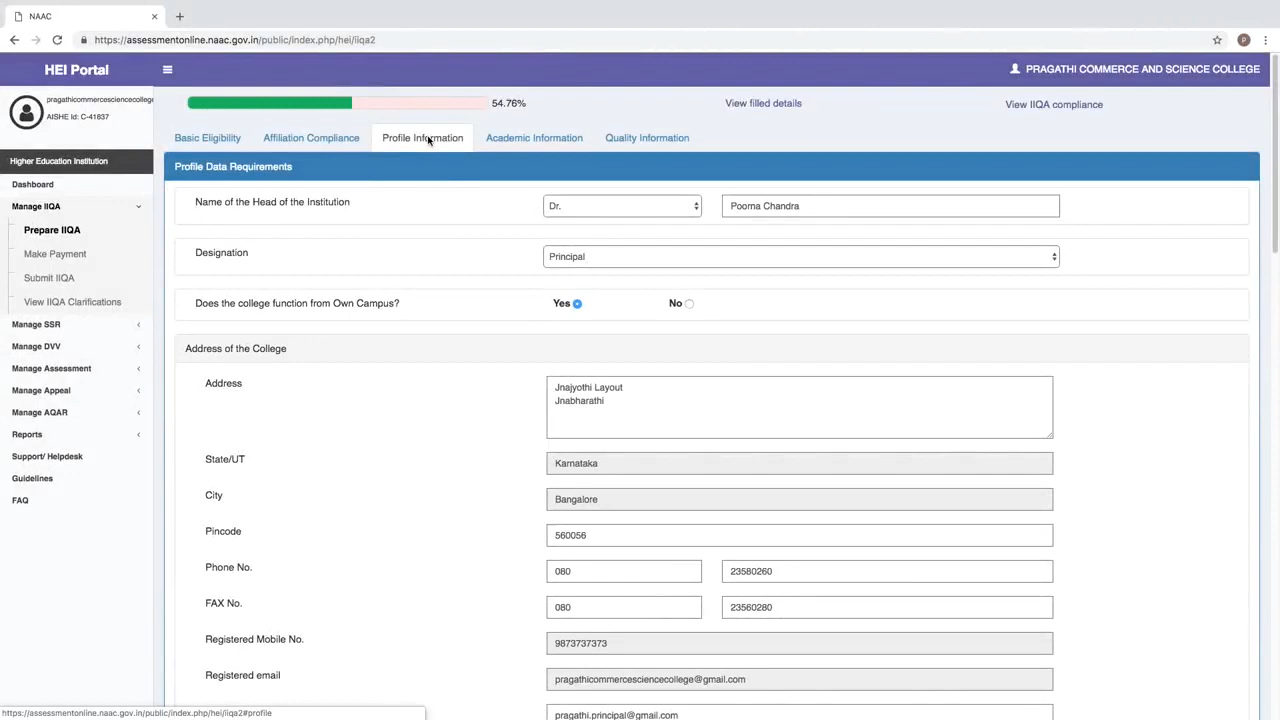 NAAC
https://assessmentonline.naac.gov.in/public/index.php/hei/iiqa2
P
HEI Portal
PRAGATHI COMMERCE AND SCIENCE COLLEGE
pragathicommercesciencecollege
AISHE Id: C-41837
54.76%
View filled details
View IIQA compliance
Basic Eligibility
Affiliation Compliance
Profile Information
Academic Information
Quality Information
Higher Education Institution
Dashboard
Manage IIQA
Prepare IIQA
Make Payment
Submit IIQA
View IIQA Clarifications
Manage SSR
Manage DVV
Manage Assessment
Manage Appeal
Manage AQAR
Reports
Support/ Helpdesk
Guidelines
FAQ
Profile Data Requirements
Name of the Head of the Institution
Dr.
Poorna Chandra
Designation
Principal
Does the college function from Own Campus?
Yes
No
Address of the College
Address
Jnajyothi Layout
Jnabharathi
State/UT
Karnataka
City
Bangalore
Pincode
560056
Phone No.
080
23580260
FAX No.
080
23560280
Registered Mobile No.
9873737373
Registered email
pragathicommercesciencecollege@gmail.com
pragathi.principal@gmail.com
https://assessmentonline.naac.gov.in/public/index.php/hei/iiqa2#profile